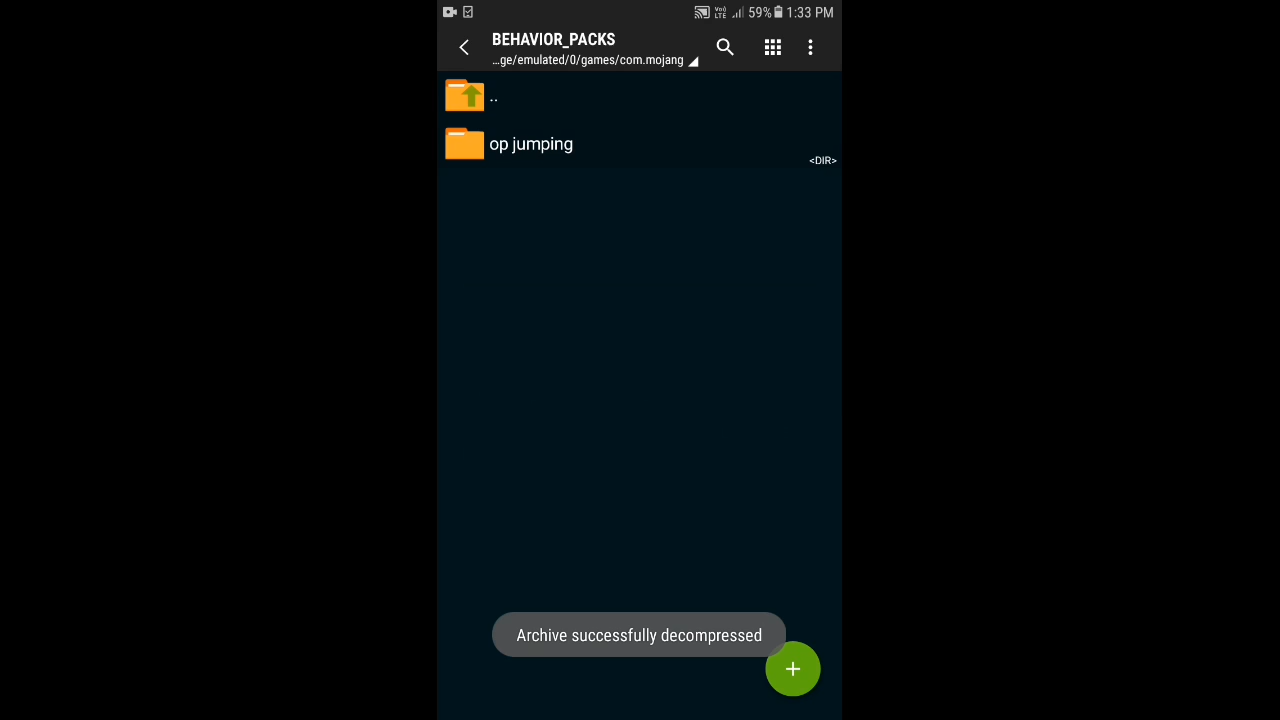 59% 1:33 PM
BEHAVIOR_PACKS
...ge/emulated/0/games/com.mojang
..
op jumping
<DIR>
Archive successfully decompressed
+